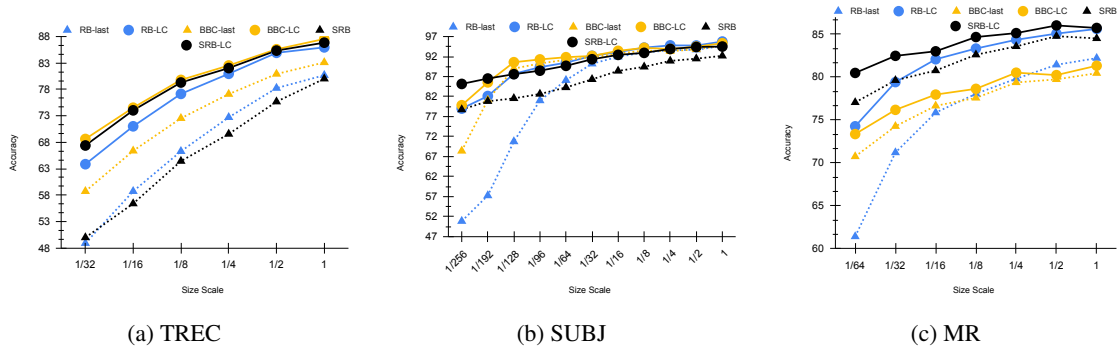 RB-last RB-LC BBC-last BBC-LC SRB
SRB-LC
88
83
78
73
68
63
58
53
48
Accuracy
1/32 1/16 1/8 1/4 1/2 1
Size Scale
(a) TREC
RB-last RB-LC BBC-last BBC-LC SRB
SRB-LC
97
92
87
82
77
72
67
62
57
52
47
Accuracy
1/256 1/192 1/128 1/96 1/64 1/32 1/16 1/8 1/4 1/2 1
Size Scale
(b) SUBJ
RB-last RB-LC BBC-last BBC-LC SRB
SRB-LC
85
80
75
70
65
60
Accuracy
1/64 1/32 1/16 1/8 1/4 1/2 1
Size Scale
(c) MR